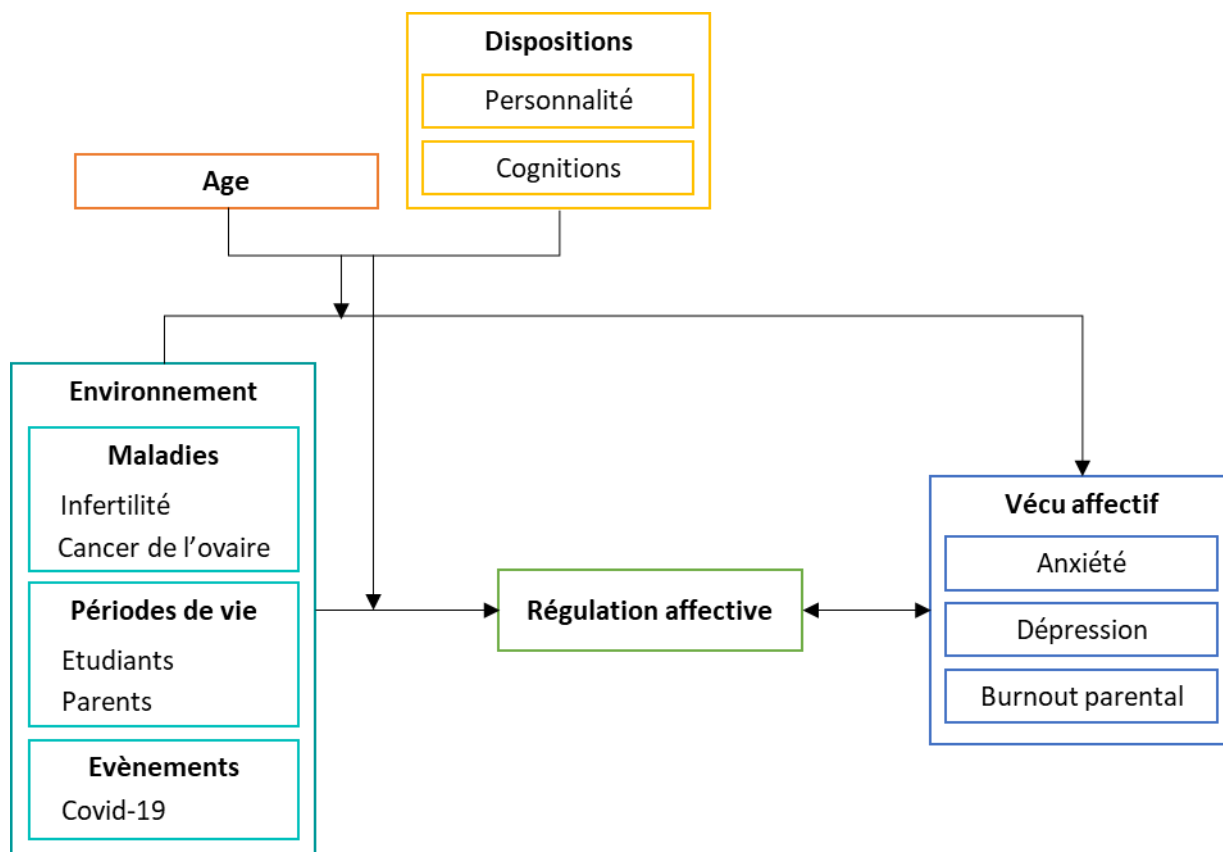 Dispositions
Personnalité
Cognitions
Age
Environnement
Maladies
Infertilité
Cancer de l’ovaire
Périodes de vie
Etudiants
Parents
Evènements
Covid-19
Régulation affective
Vécu affectif
Anxiété
Dépression
Burnout parental